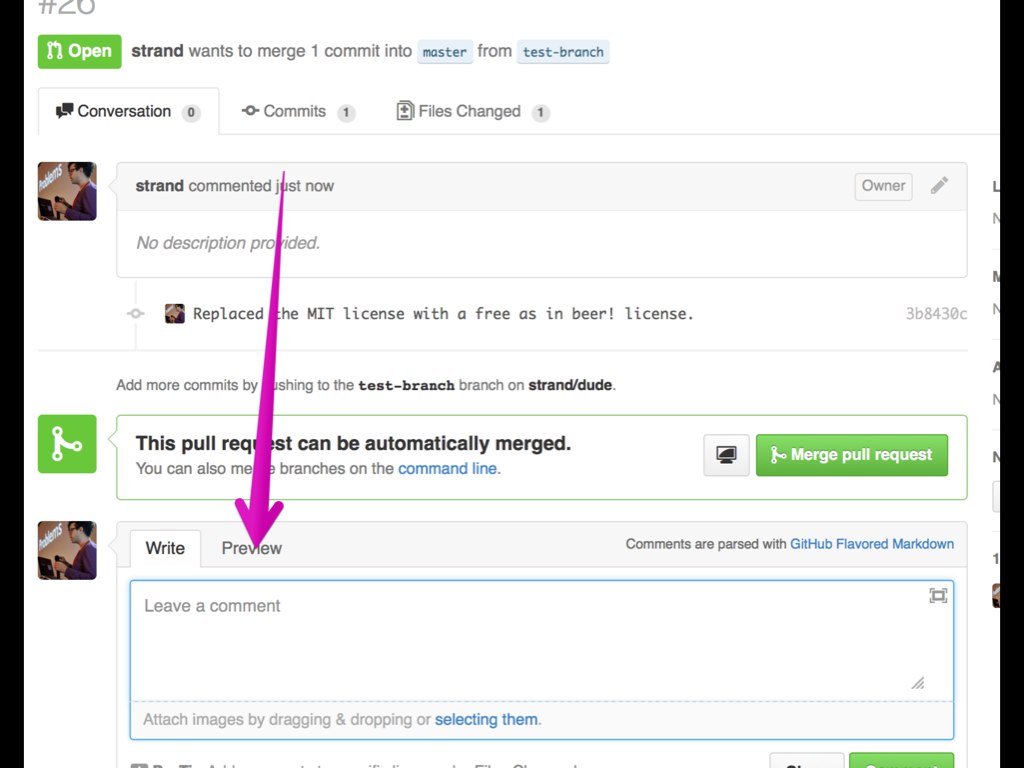 #26
Open strand wants to merge 1 commit into master from test-branch
Conversation 0 Commits 1 Files Changed 1
strand commented just now Owner
No description provided.
Replaced the MIT license with a free as in beer! license. 3b8430c
Add more commits by pushing to the test-branch branch on strand/dude.
This pull request can be automatically merged.
You can also merge branches on the command line.
Merge pull request
Write Preview Comments are parsed with GitHub Flavored Markdown
Leave a comment
Attach images by dragging & dropping or selecting them.